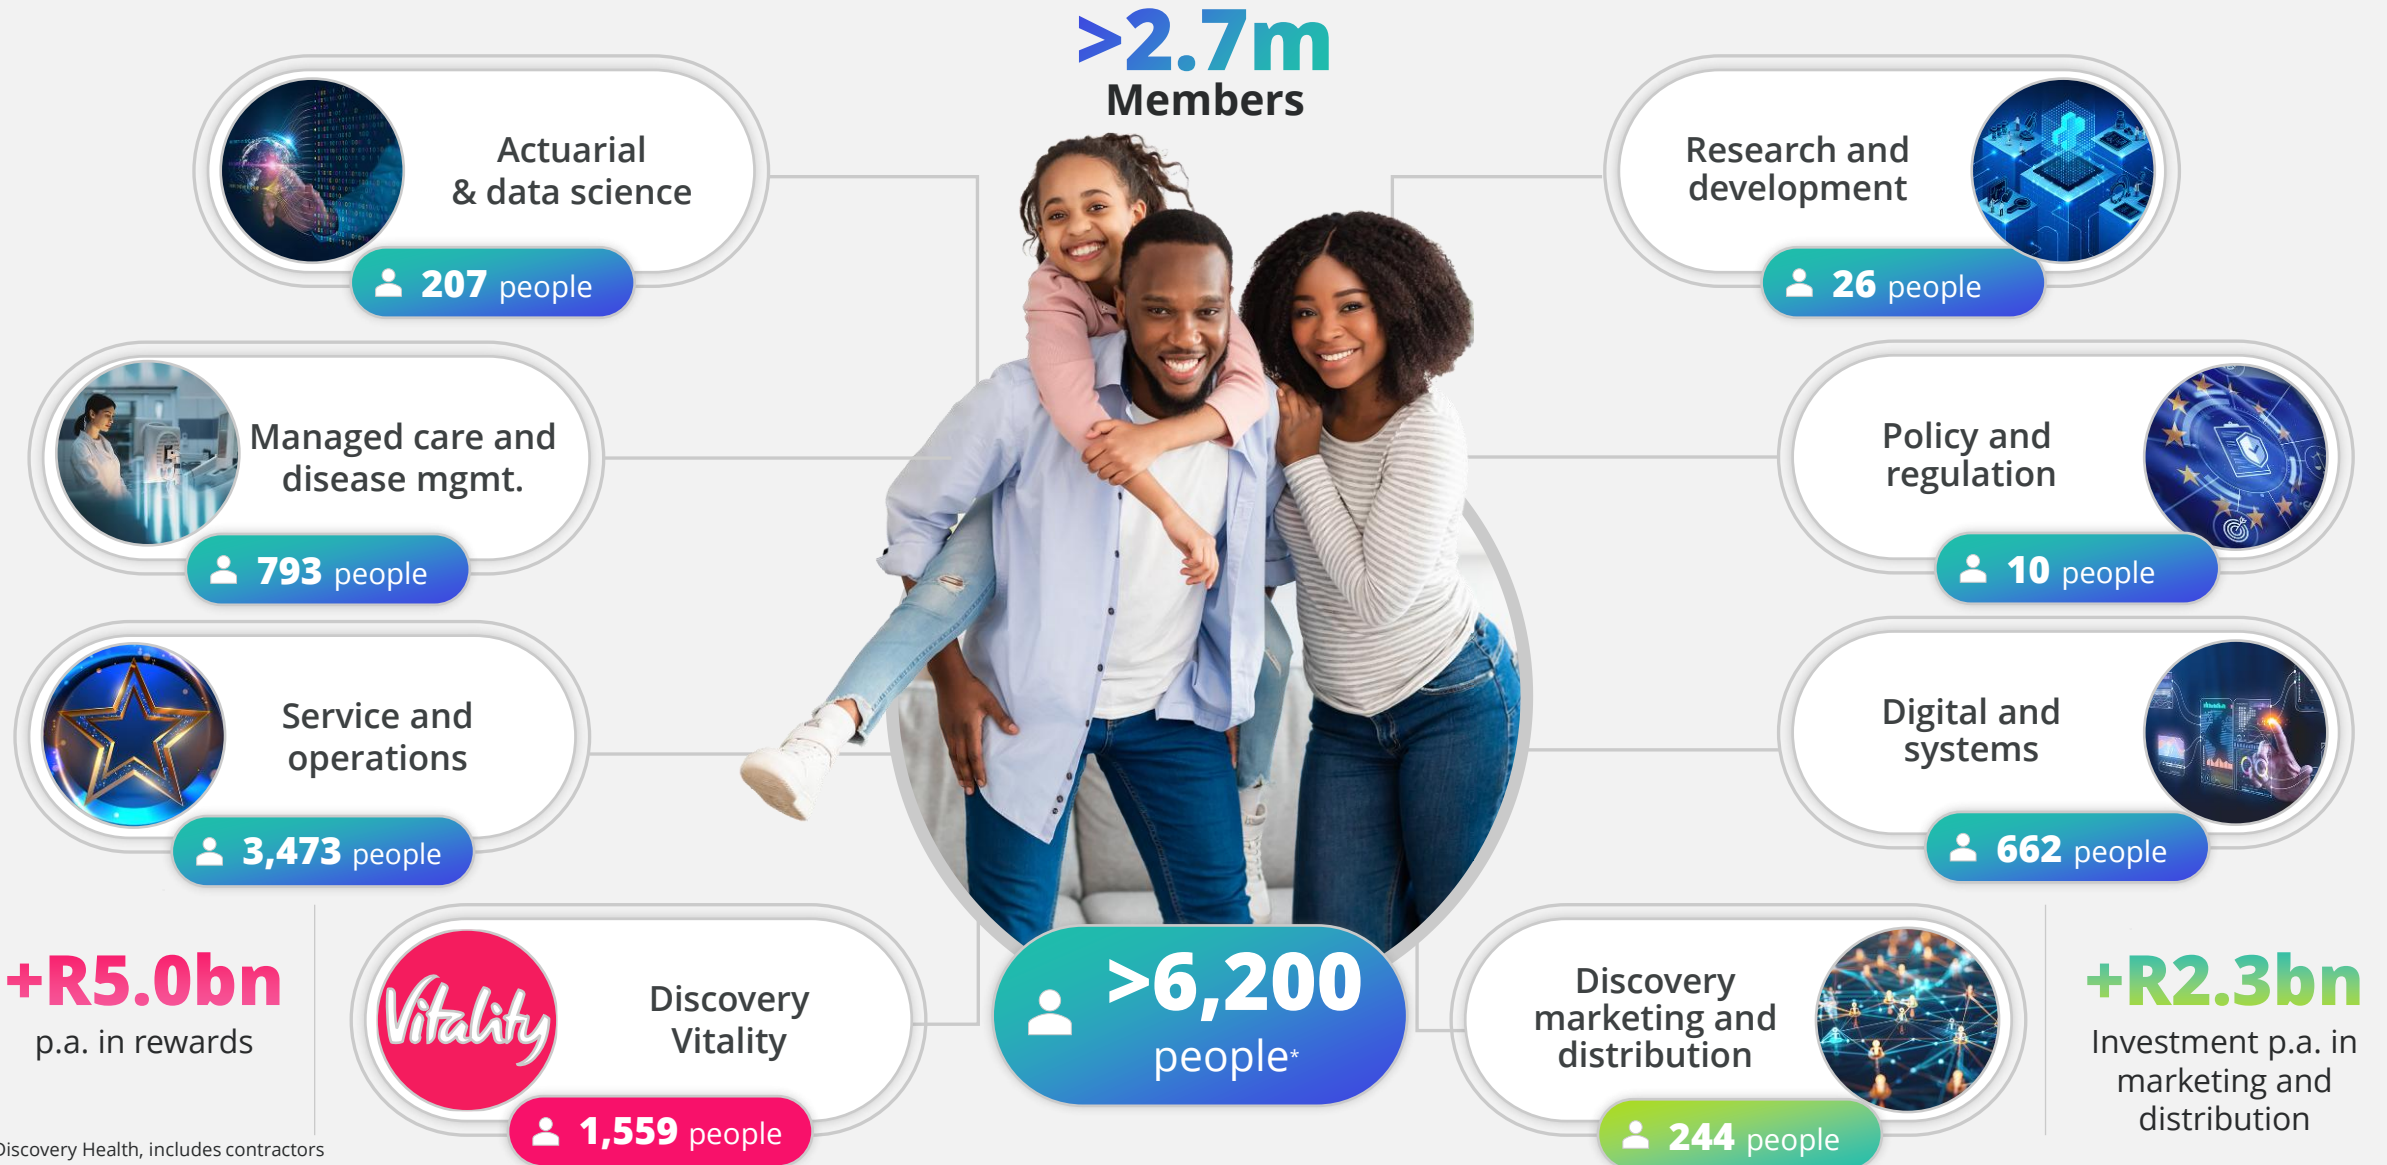 >2.7m
Members
Actuarial
& data science
207 people
Research and
development
26 people
Managed care and
disease mgmt.
793 people
Policy and
regulation
10 people
Service and
operations
3,473 people
Digital and
systems
662 people
+R5.0bn
p.a. in rewards
Vitality
Discovery
Vitality
1,559 people
>6,200
people*
Discovery
marketing and
distribution
244 people
+R2.3bn
Investment p.a. in
marketing and
distribution
Discovery Health, includes contractors